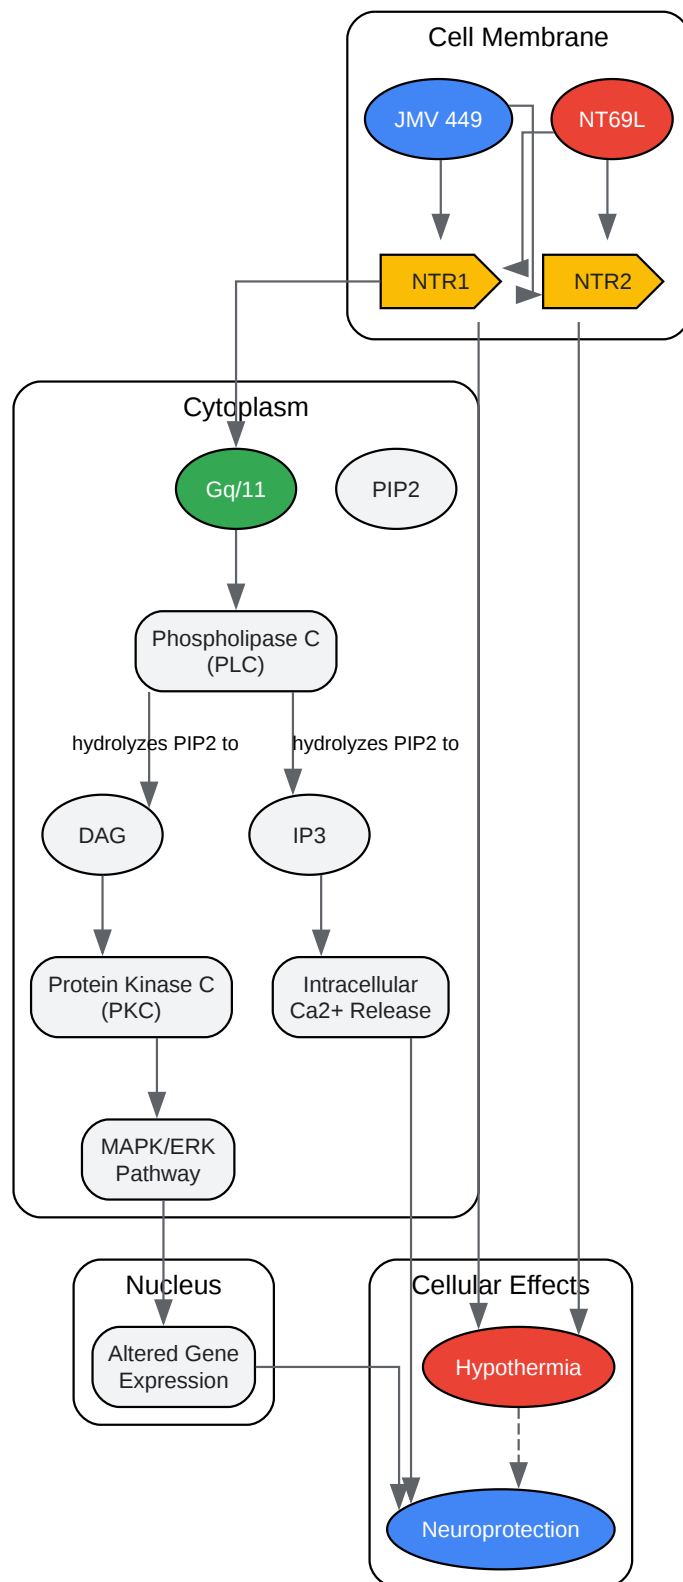 Cell Membrane
JMV 449
NT69L
NTR1
NTR2
Cytoplasm
Gq/11
PIP2
Phospholipase C
(PLC)
hydrolyzes PIP2 to
hydrolyzes PIP2 to
DAG
IP3
Protein Kinase C
(PKC)
Intracellular
Ca2+ Release
MAPK/ERK
Pathway
Nucleus
Cellular Effects
Altered Gene
Expression
Hypothermia
Neuroprotection